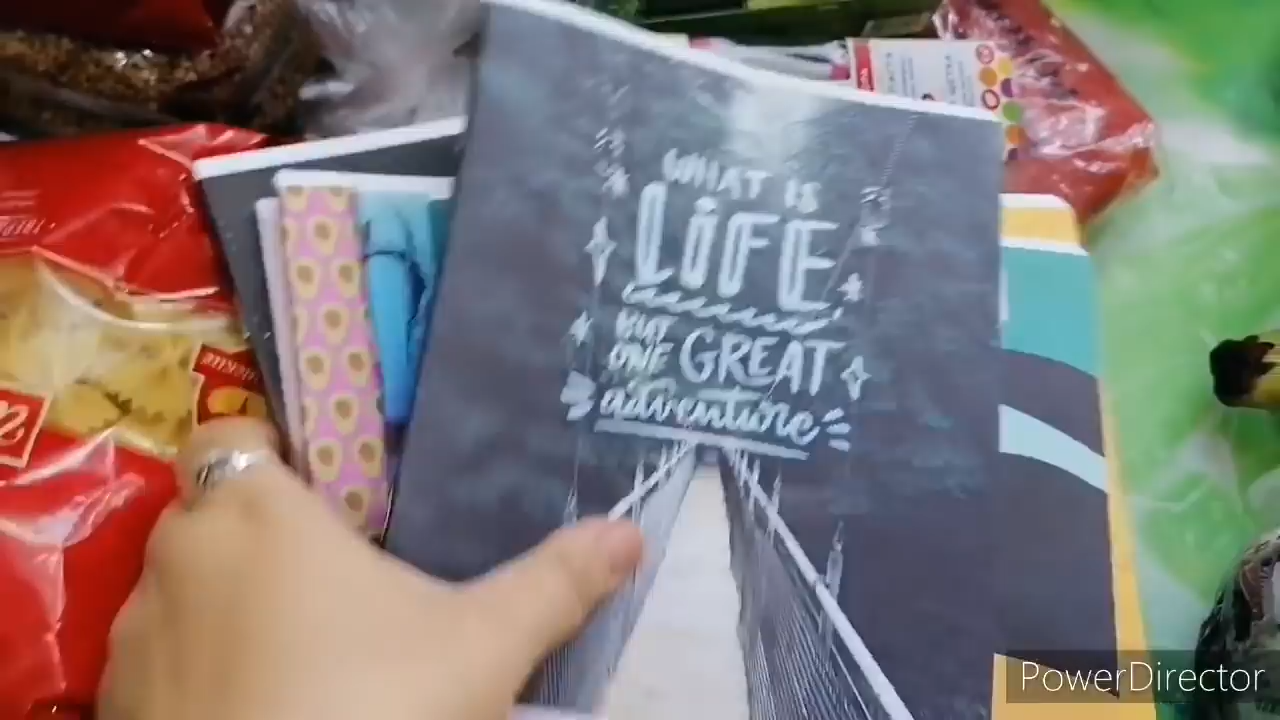 WHAT IS
LIFE
BUT
ONE GREAT
adventure
PowerDirector